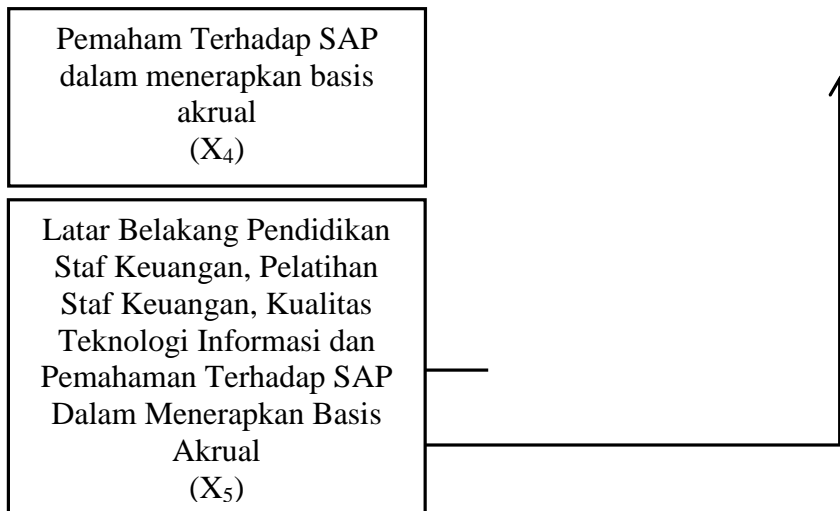 Pemaham Terhadap SAP
dalam menerapkan basis
akrual
(X₄)
Latar Belakang Pendidikan
Staf Keuangan, Pelatihan
Staf Keuangan, Kualitas
Teknologi Informasi dan
Pemahaman Terhadap SAP
Dalam Menerapkan Basis
Akrual
(X₅)